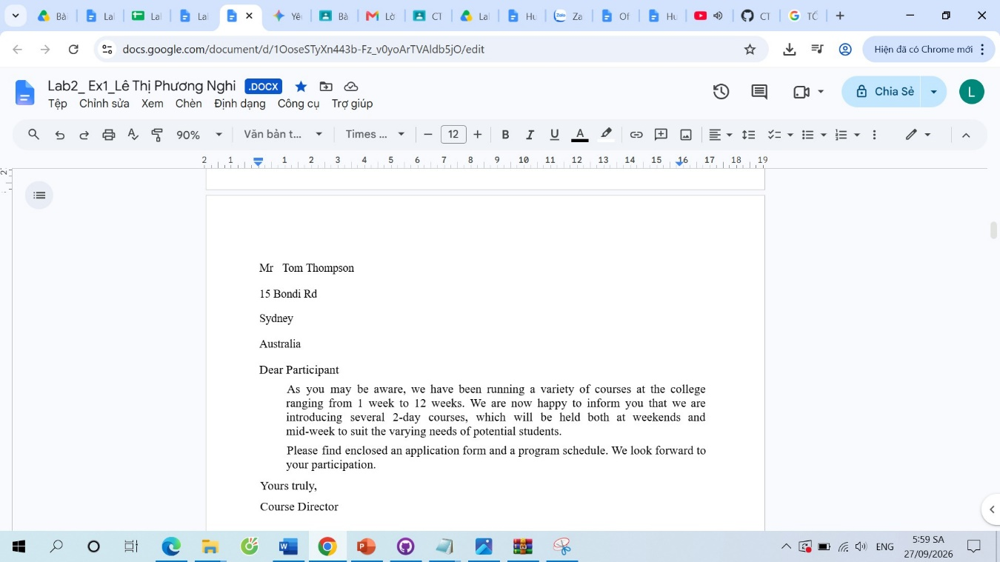 Bà
Lal
Lal
Lal
Yê
Bà
Lờ
CT
Lal
Hu
Za
Of
Hu
CT
TỔ
docs.google.com/document/d/1OoseSTyXn443b-Fz_v0yoArTVAldb5jO/edit
Hiện đã có Chrome mới
Lab2_ Ex1_Lê Thị Phương Nghi .DOCX
Tệp Chỉnh sửa Xem Chèn Định dạng Công cụ Trợ giúp
Chia Sẻ
L
90% Văn bản t... Times ... 12 B I U A
2 1 1 2 3 4 5 6 7 8 9 10 11 12 13 14 15 16 17 18 19
2
Mr Tom Thompson
15 Bondi Rd
Sydney
Australia
Dear Participant
As you may be aware, we have been running a variety of courses at the college
ranging from 1 week to 12 weeks. We are now happy to inform you that we are
introducing several 2-day courses, which will be held both at weekends and
mid-week to suit the varying needs of potential students.
Please find enclosed an application form and a program schedule. We look forward to
your participation.
Yours truly,
Course Director
ENG
5:59 SA
27/09/2026